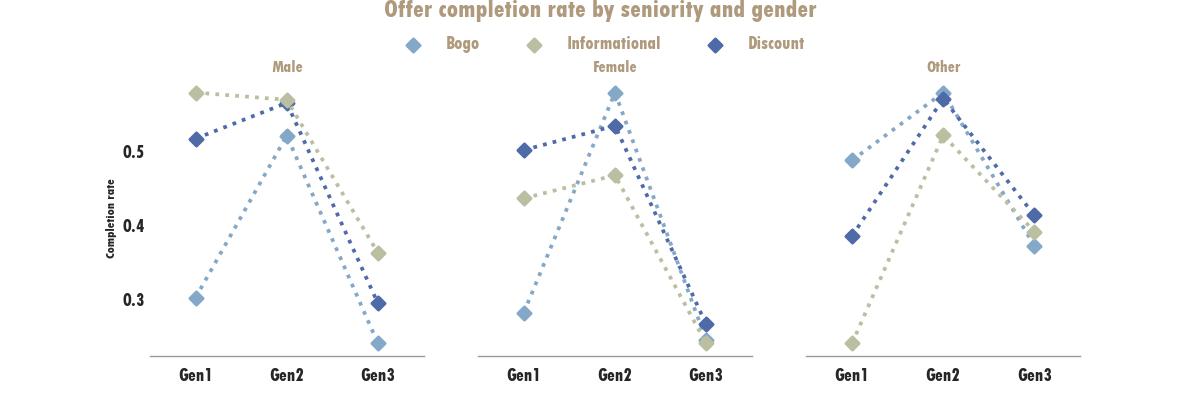 Offer completion rate by seniority and gender
Bogo Informational Discount
Male Female Other
0.5
0.4
0.3
Completion rate
Gen1 Gen2 Gen3 Gen1 Gen2 Gen3 Gen1 Gen2 Gen3